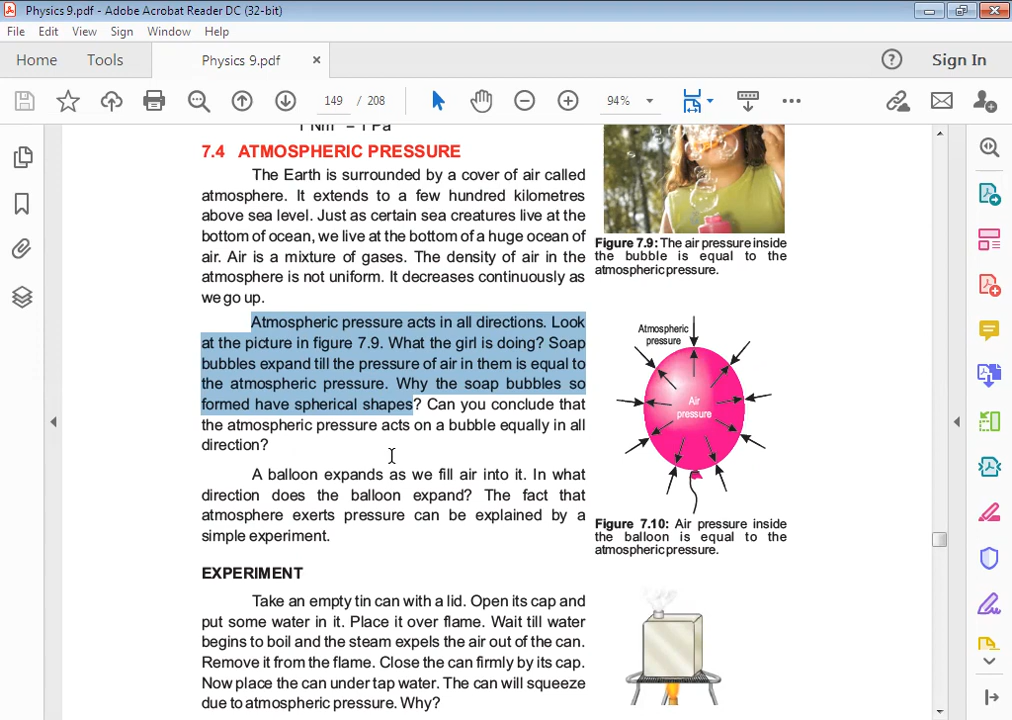 Physics 9.pdf - Adobe Acrobat Reader DC (32-bit)
File Edit View Sign Window Help
Home Tools Physics 9.pdf × ? Sign In
149 / 208 94%
1 Nm = 1 Pa
7.4 ATMOSPHERIC PRESSURE
The Earth is surrounded by a cover of air called
atmosphere. It extends to a few hundred kilometres
above sea level. Just as certain sea creatures live at the
bottom of ocean, we live at the bottom of a huge ocean of
air. Air is a mixture of gases. The density of air in the
atmosphere is not uniform. It decreases continuously as
we go up.
Atmospheric pressure acts in all directions. Look
at the picture in figure 7.9. What the girl is doing? Soap
bubbles expand till the pressure of air in them is equal to
the atmospheric pressure. Why the soap bubbles so
formed have spherical shapes? Can you conclude that
the atmospheric pressure acts on a bubble equally in all
direction?
A balloon expands as we fill air into it. In what
direction does the balloon expand? The fact that
atmosphere exerts pressure can be explained by a
simple experiment.
EXPERIMENT
Take an empty tin can with a lid. Open its cap and
put some water in it. Place it over flame. Wait till water
begins to boil and the steam expels the air out of the can.
Remove it from the flame. Close the can firmly by its cap.
Now place the can under tap water. The can will squeeze
due to atmospheric pressure. Why?
Figure 7.9: The air pressure inside
the bubble is equal to the
atmospheric pressure.
Atmospheric
pressure
Air
pressure
Figure 7.10: Air pressure inside
the balloon is equal to the
atmospheric pressure.